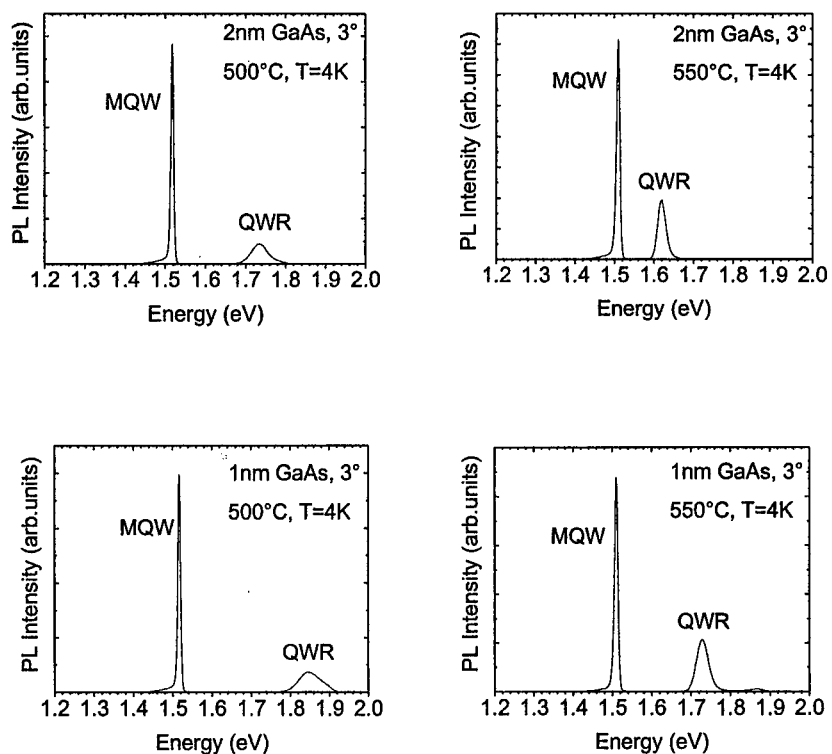 PL Intensity (arb.units)
2nm GaAs, 3°
500°C, T=4K
MQW
QWR
1.2 1.3 1.4 1.5 1.6 1.7 1.8 1.9 2.0
Energy (eV)
PL Intensity (arb.units)
2nm GaAs, 3°
550°C, T=4K
MQW
QWR
1.2 1.3 1.4 1.5 1.6 1.7 1.8 1.9 2.0
Energy (eV)
PL Intensity (arb.units)
1nm GaAs, 3°
500°C, T=4K
MQW
QWR
1.2 1.3 1.4 1.5 1.6 1.7 1.8 1.9 2.0
Energy (eV)
PL Intensity (arb.units)
1nm GaAs, 3°
550°C, T=4K
MQW
QWR
1.2 1.3 1.4 1.5 1.6 1.7 1.8 1.9 2.0
Energy (eV)